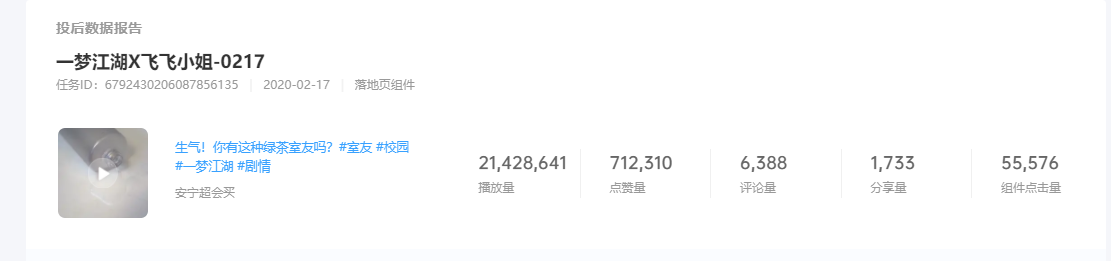 投后数据报告
一梦江湖X飞飞小姐-0217
任务ID：6792430206087856135 | 2020-02-17 | 落地页组件
生气！你有这种绿茶室友吗？#室友 #校园
#一梦江湖 #剧情
安宁超会买
21,428,641 712,310 6,388 1,733 55,576
播放量 点赞量 评论量 分享量 组件点击量